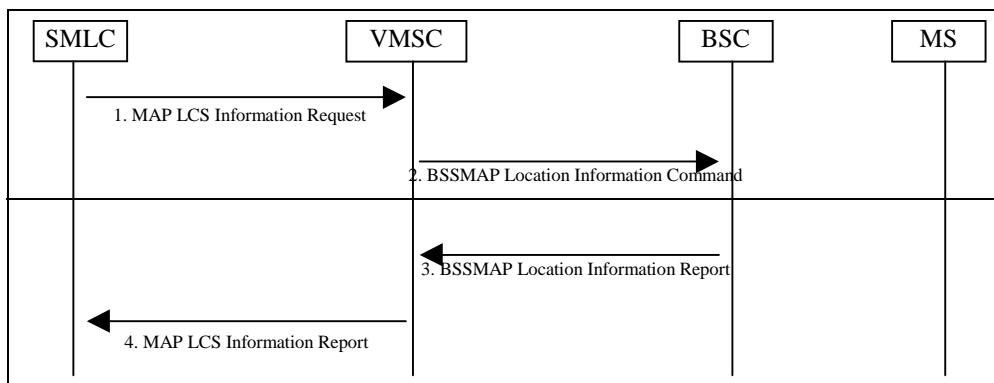 SMLC VMSC BSC MS
1. MAP LCS Information Request
2. BSSMAP Location Information Command
3. BSSMAP Location Information Report
4. MAP LCS Information Report